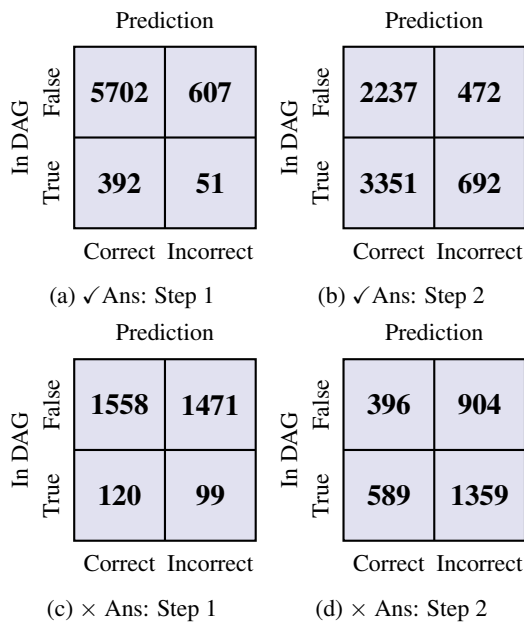 Prediction
Prediction
In DAG
False
5702 607
True
392 51
Correct Incorrect
In DAG
False
2237 472
True
3351 692
Correct Incorrect
(a) ✓Ans: Step 1
(b) ✓Ans: Step 2
Prediction
Prediction
In DAG
False
1558 1471
True
120 99
Correct Incorrect
In DAG
False
396 904
True
589 1359
Correct Incorrect
(c) × Ans: Step 1
(d) × Ans: Step 2